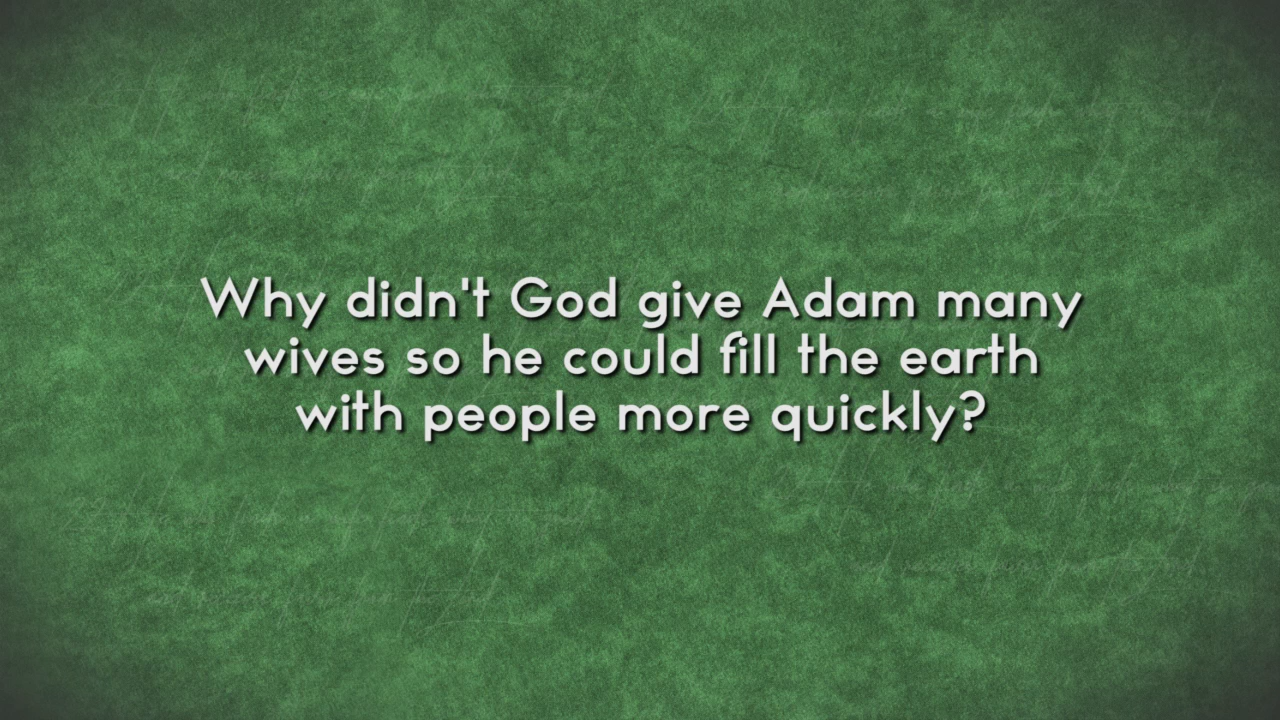 Why didn't God give Adam many
wives so he could fill the earth
with people more quickly?